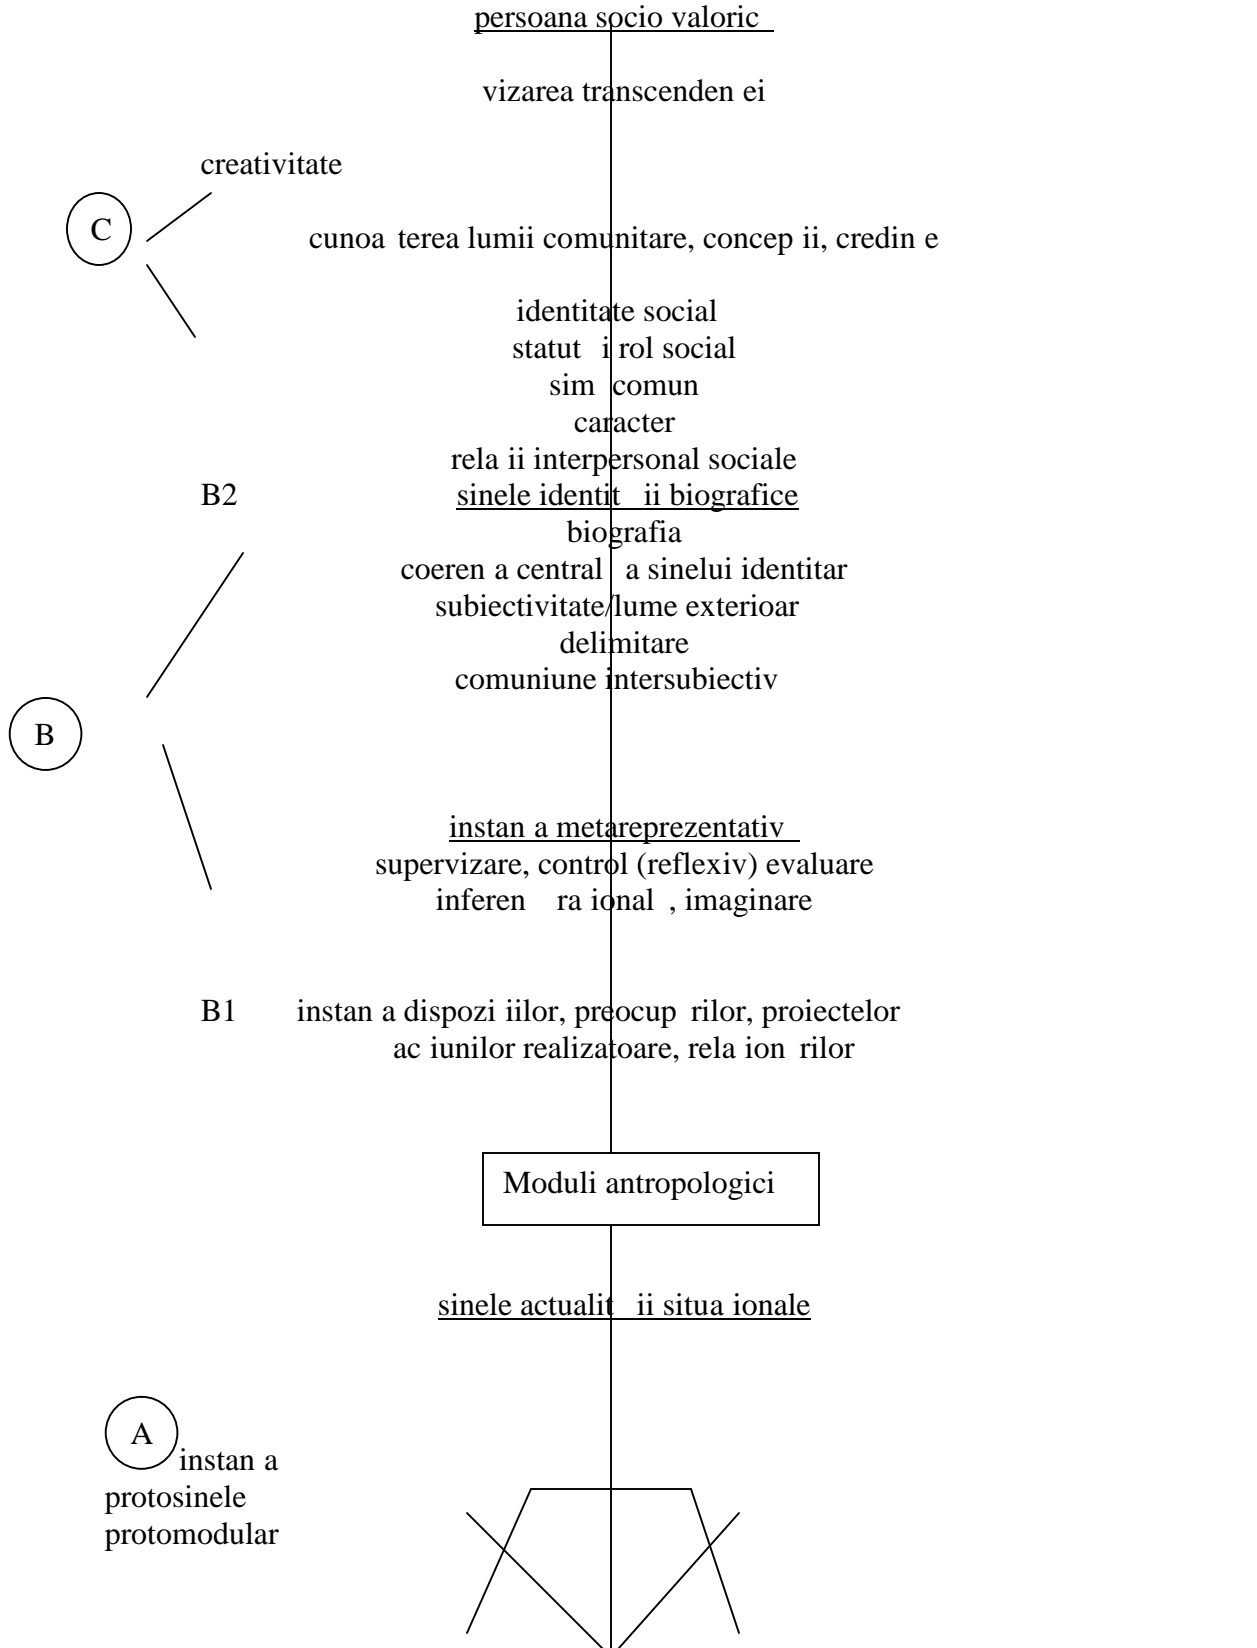 persoana socio valoric
vizarea transcenden ei
creativitate
C
cunoa terea lumii comunitare, concep ii, credin e
identitate social
statut i rol social
sim comun
caracter
rela ii interpersonal sociale
B2 sinele identit ii biografice
biografia
coeren a central a sinelui identitar
subiectivitate/lume exterioar
delimitare
comuniune intersubiectiv
B
instan a metareprezentativ
supervizare, control (reflexiv) evaluare
inferen ra ional , imaginare
B1 instan a dispozi iilor, preocup rilor, proiectelor
ac iunilor realizatoare, rela ion rilor
Moduli antropologici
sinele actualit ii situa ionale
A
instan a
protosinele
protomodular